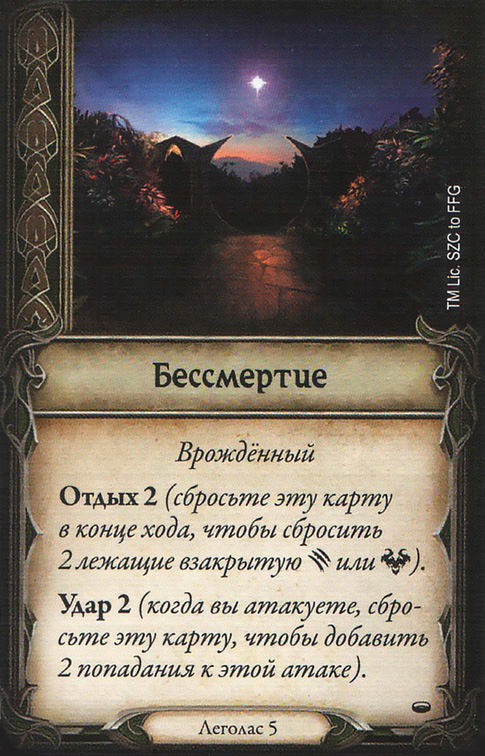 TM Lic. SZC to FFG
Бессмертие
Врождённый
Отдых 2 (сбросьте эту карту
в конце хода, чтобы сбросить
2 лежащие взакрытую или ).
Удар 2 (когда вы атакуете, сбро-
сьте эту карту, чтобы добавить
2 попадания к этой атаке).
Леголас 5